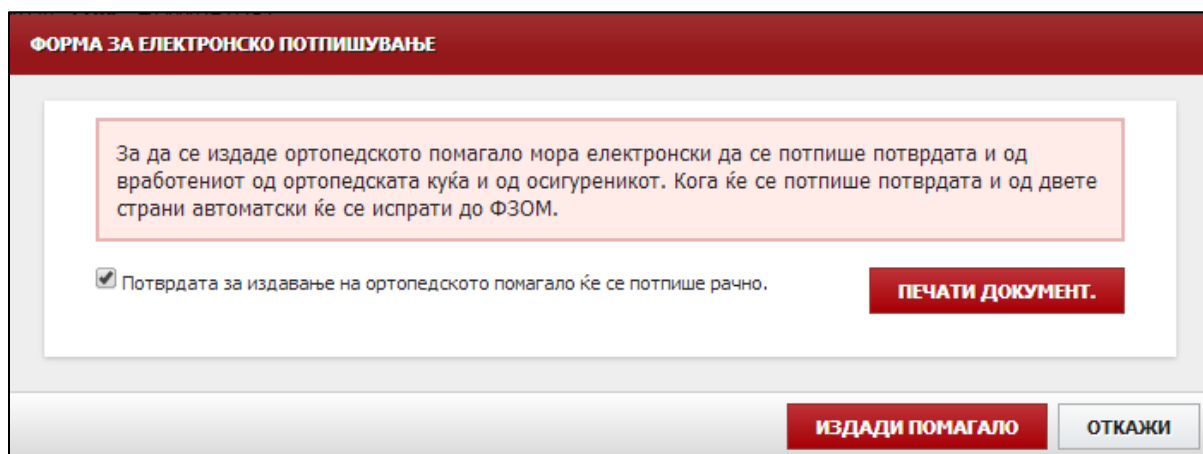 ФОРМА ЗА ЕЛЕКТРОНСКО ПОТПИШУВАЊЕ
За да се издаде ортопедското помагало мора електронски да се потпише потврдата и од
вработениот од ортопедската куќа и од осигуреникот. Кога ќе се потпише потврдата и од двете
страни автоматски ќе се испрати до ФЗОМ.
Потврдата за издавање на ортопедското помагало ќе се потпише рачно.
ПЕЧАТИ ДОКУМЕНТ.
ИЗДАДИ ПОМАГАЛО
ОТКАЖИ